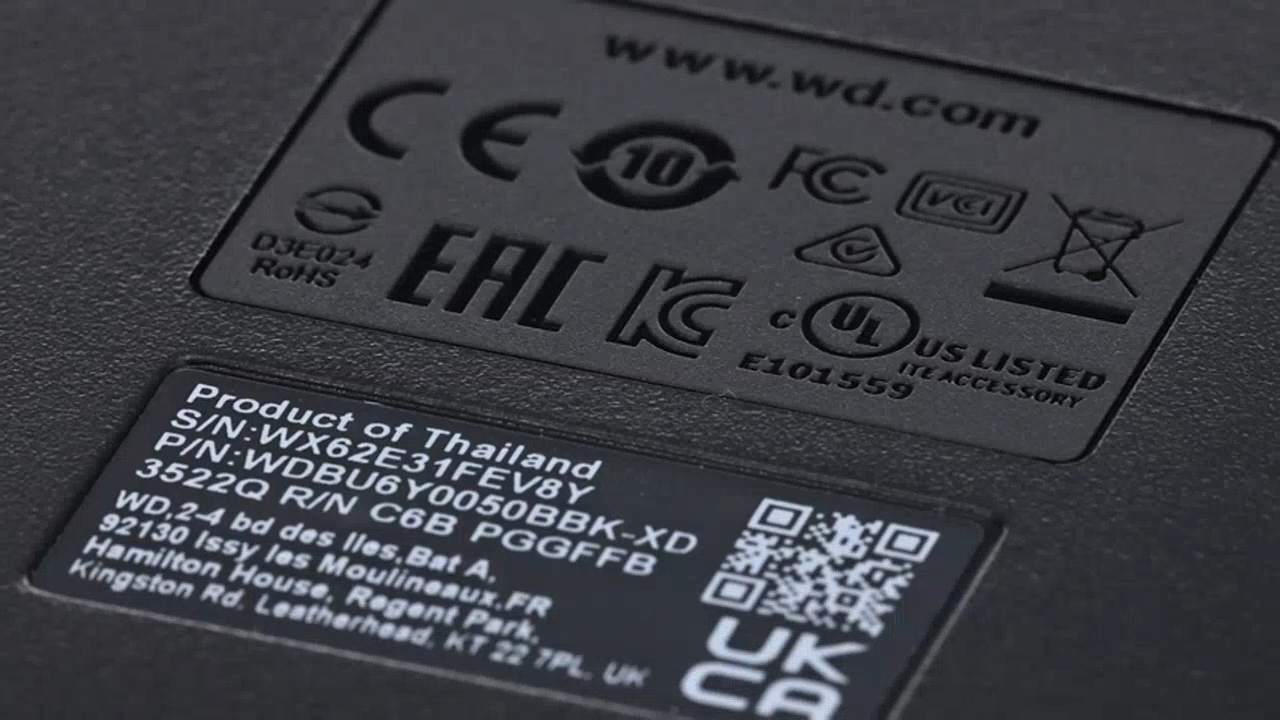 www.wd.com
CE 10 FC VCI
D3E024
RoHS
EAC KC C
c UL US LISTED
ITE ACCESSORY
E101559
Product of Thailand
S/N:WX62E31FEV8Y
P/N:WDBU6Y0050BBK-XD
3522Q R/N C6B PGGFFB
WD,2-4 bd des Iles,Bat A,
92130 Issy les Moulineaux,FR
Hamilton House, Regent Park,
Kingston Rd, Leatherhead, KT 22 7PL, UK
UK
CA